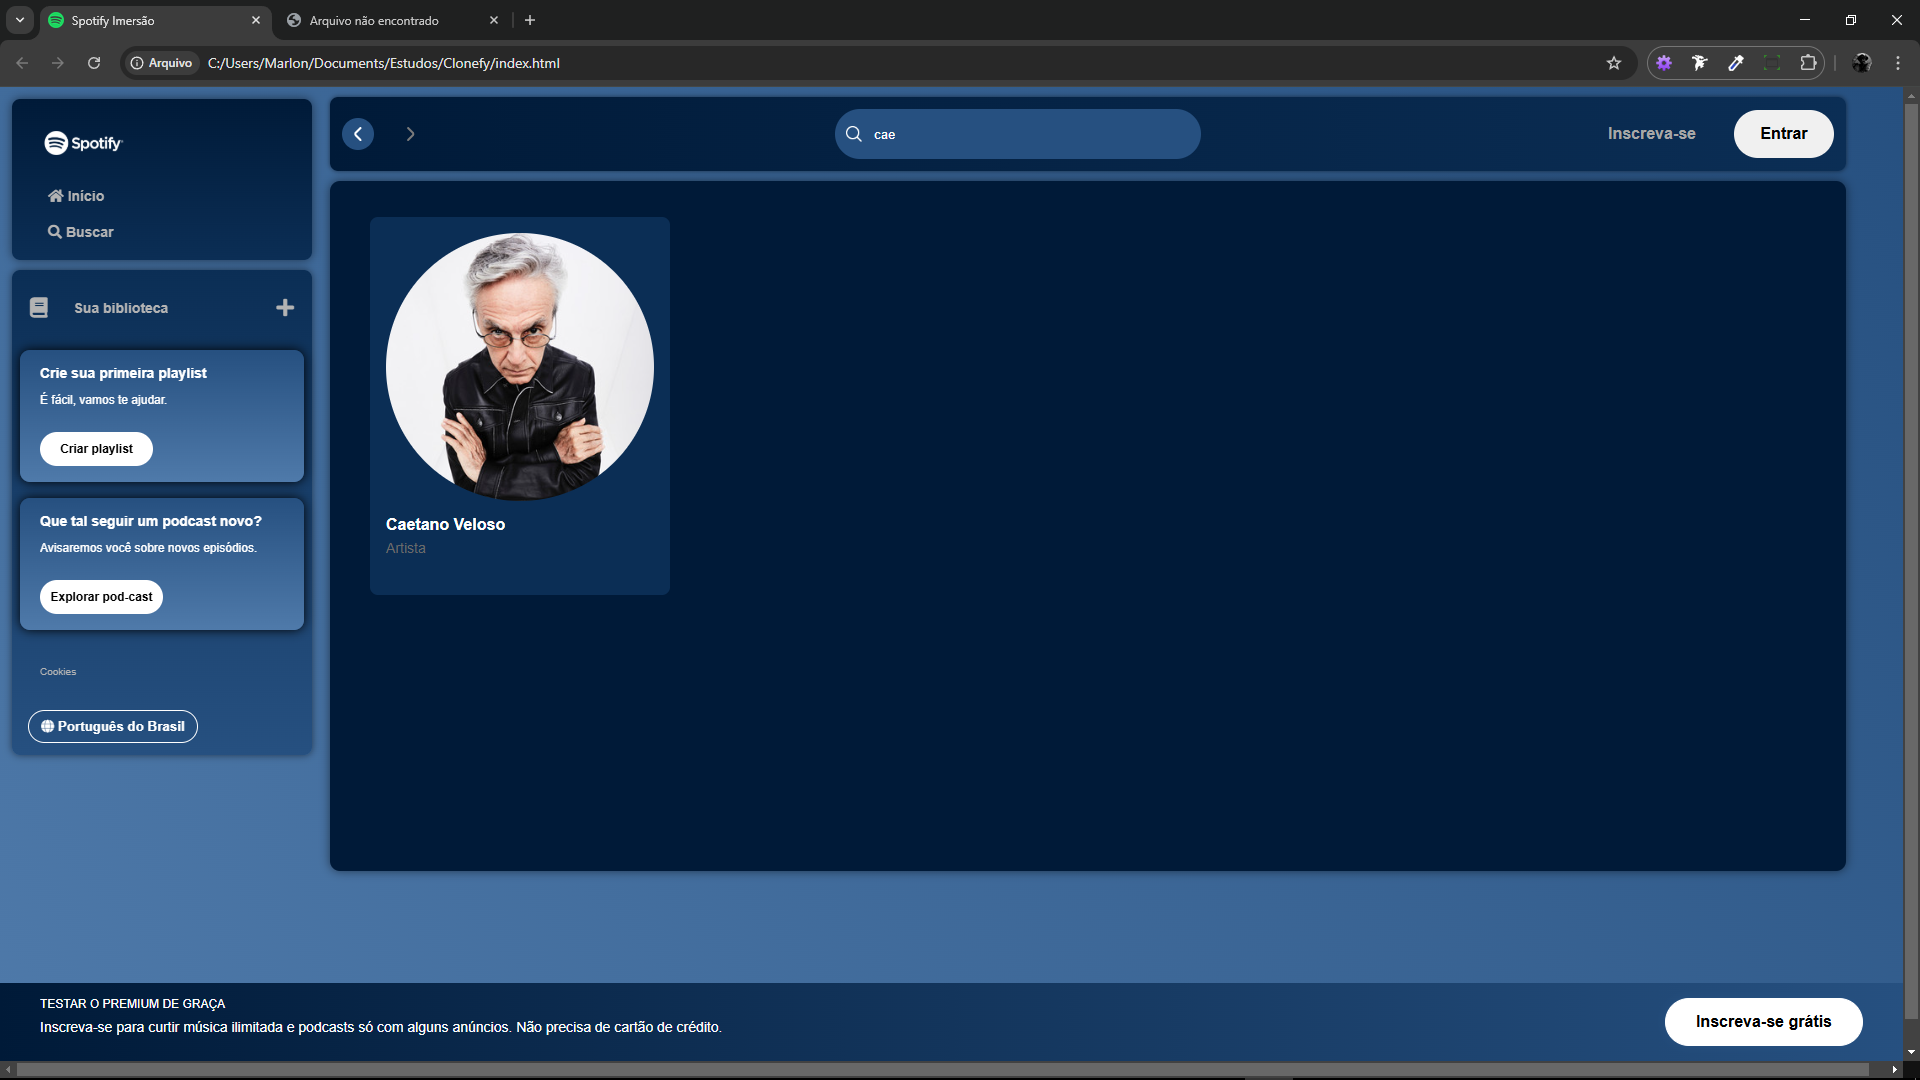 Spotify Imersão
Arquivo não encontrado
Arquivo
C:/Users/Marlon/Documents/Estudos/Clonefy/index.html
Spotify
Início
Buscar
Sua biblioteca
Crie sua primeira playlist
É fácil, vamos te ajudar.
Criar playlist
Que tal seguir um podcast novo?
Avisaremos você sobre novos episódios.
Explorar pod-cast
Cookies
Português do Brasil
cae
Inscreva-se
Entrar
Caetano Veloso
Artista
TESTAR O PREMIUM DE GRAÇA
Inscreva-se para curtir música ilimitada e podcasts só com alguns anúncios. Não precisa de cartão de crédito.
Inscreva-se grátis